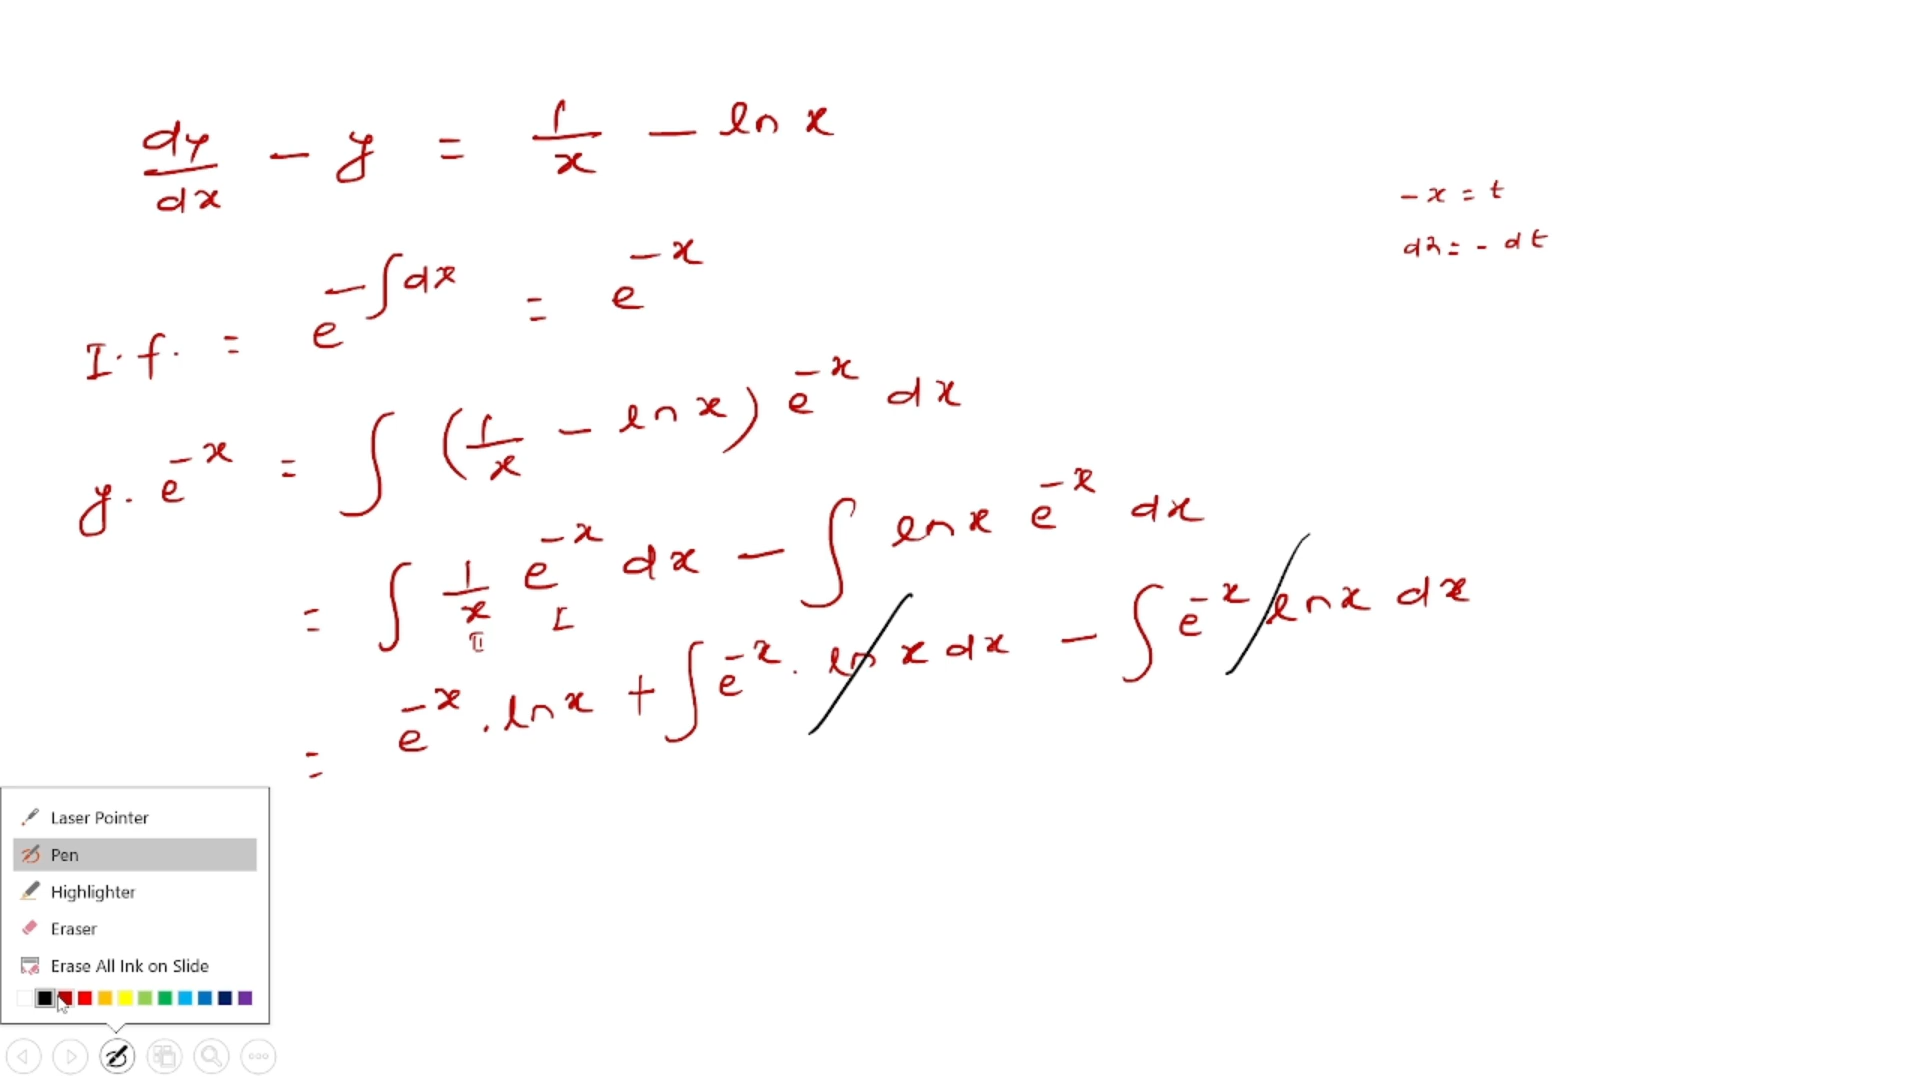 dy/dx - y = 1/x - ln x
-x = t
dx = - dt
I.f. = e^{-∫dx} = e^{-x}
y. e^{-x} = ∫ (1/x - ln x) e^{-x} dx
= ∫ 1/x e^{-x} dx - ∫ ln x e^{-x} dx
II I
= e^{-x} . ln x + ∫ e^{-x} . ln x dx - ∫ e^{-x} ln x dx
Laser Pointer
Pen
Highlighter
Eraser
Erase All Ink on Slide